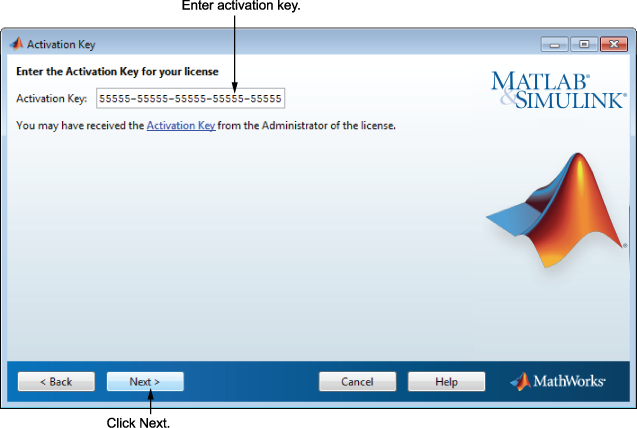 Enter activation key.
Activation Key
Enter the Activation Key for your license
Activation Key: 55555-55555-55555-55555-55555
You may have received the Activation Key from the Administrator of the license.
MATLAB®
&SIMULINK®
®
< Back Next > Cancel Help MathWorks®
Click Next.